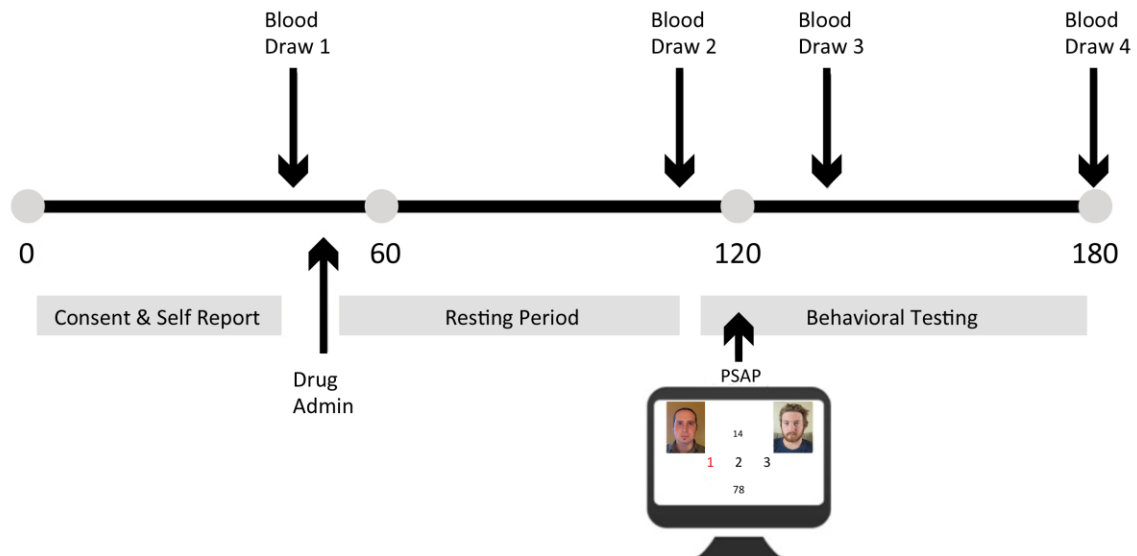 Blood
Draw 1
Blood
Draw 2
Blood
Draw 3
Blood
Draw 4
0
60
120
180
Consent & Self Report
Resting Period
Behavioral Testing
Drug
Admin
PSAP
14
1 2 3
78